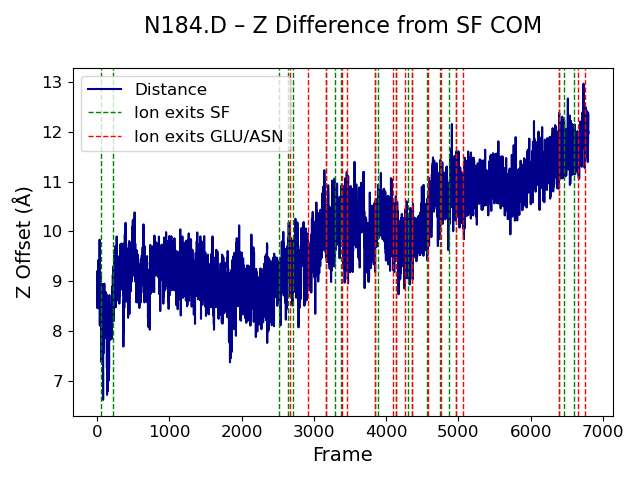 N184.D – Z Difference from SF COM
Distance
Ion exits SF
Ion exits GLU/ASN
13
12
11
10
9
8
7
Z Offset (Å)
0 1000 2000 3000 4000 5000 6000 7000
Frame